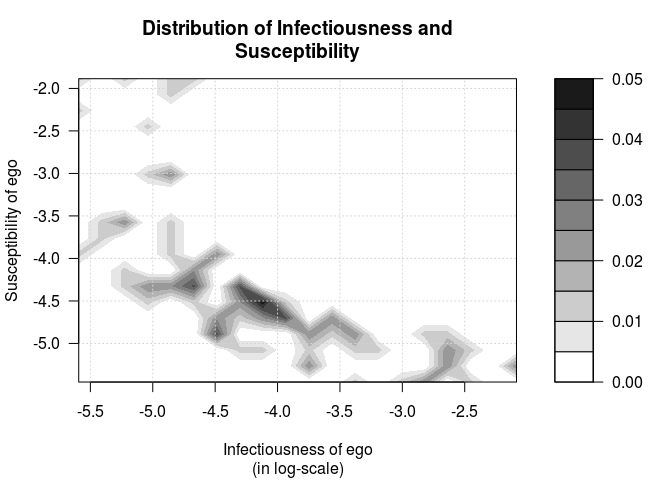 Distribution of Infectiousness and
Susceptibility
Susceptibility of ego
-2.0
-2.5
-3.0
-3.5
-4.0
-4.5
-5.0
-5.5 -5.0 -4.5 -4.0 -3.5 -3.0 -2.5
Infectiousness of ego
(in log-scale)
0.05
0.04
0.03
0.02
0.01
0.00